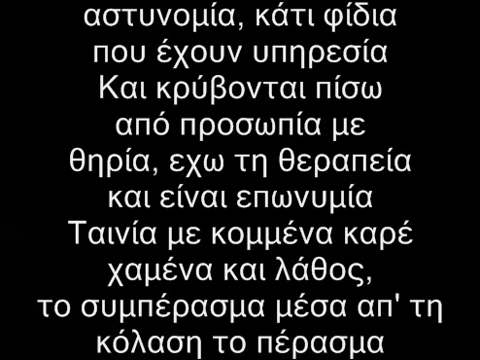 αστυνομία, κάτι φίδια
που έχουν υπηρεσία
Και κρύβονται πίσω
από προσωπία με
θηρία, εχω τη θεραπεία
και είναι επωνυμία
Ταινία με κομμένα καρέ
χαμένα και λάθος,
το συμπέρασμα μέσα απ' τη
κόλαση το πέρασμα